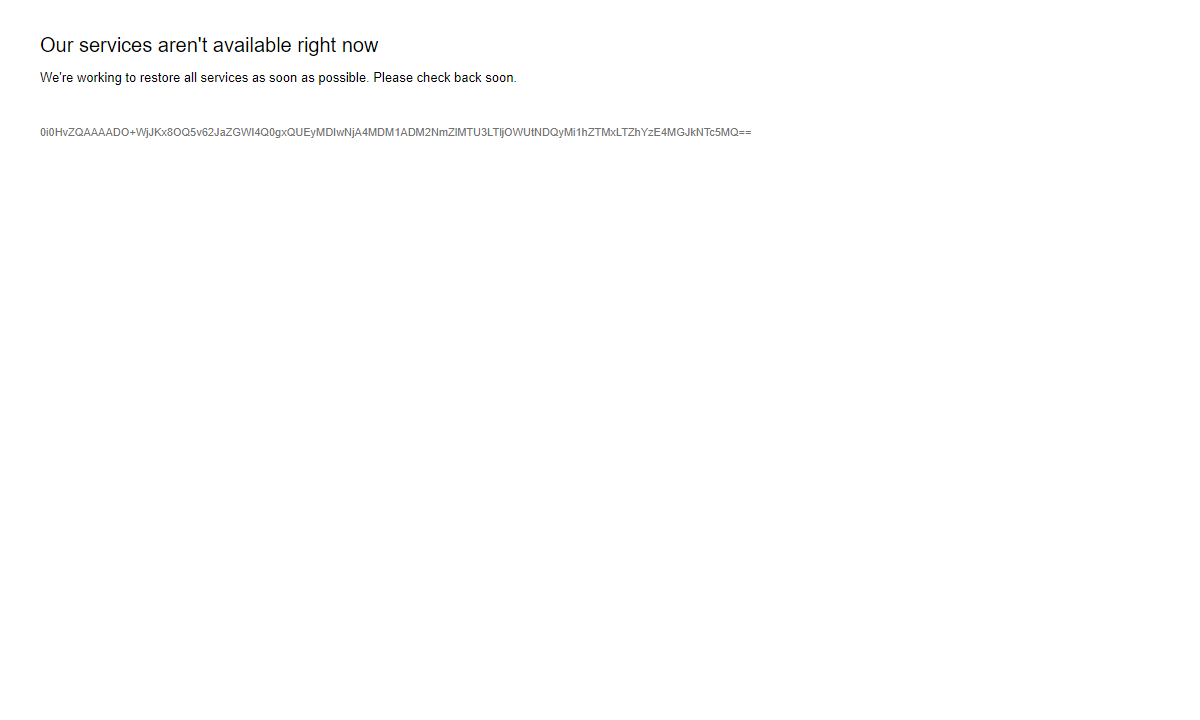 Our services aren't available right now
We're working to restore all services as soon as possible. Please check back soon.
0i0HvZQAAAADO+WjJKx8OQ5v62JaZGWI4Q0gxQUEyMDIwNjA4MDM1ADM2NmZlMTU3LTljOWUtNDQyMi1hZTMxLTZhYzE4MGJkNTc5MQ==